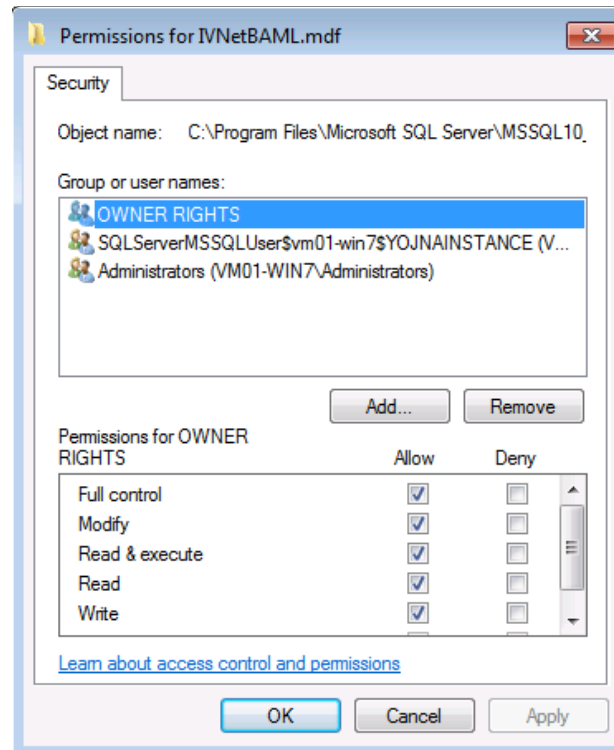 Permissions for IVNetBAML.mdf
Security
Object name: C:\Program Files\Microsoft SQL Server\MSSQL10_
Group or user names:
OWNER RIGHTS
SQLServerMSSQLUser$vm01-win7$YOJNAINSTANCE (V...
Administrators (VM01-WIN7\Administrators)
Add... Remove
Permissions for OWNER
RIGHTS Allow Deny
Full control
Modify
Read & execute
Read
Write
Learn about access control and permissions
OK Cancel Apply